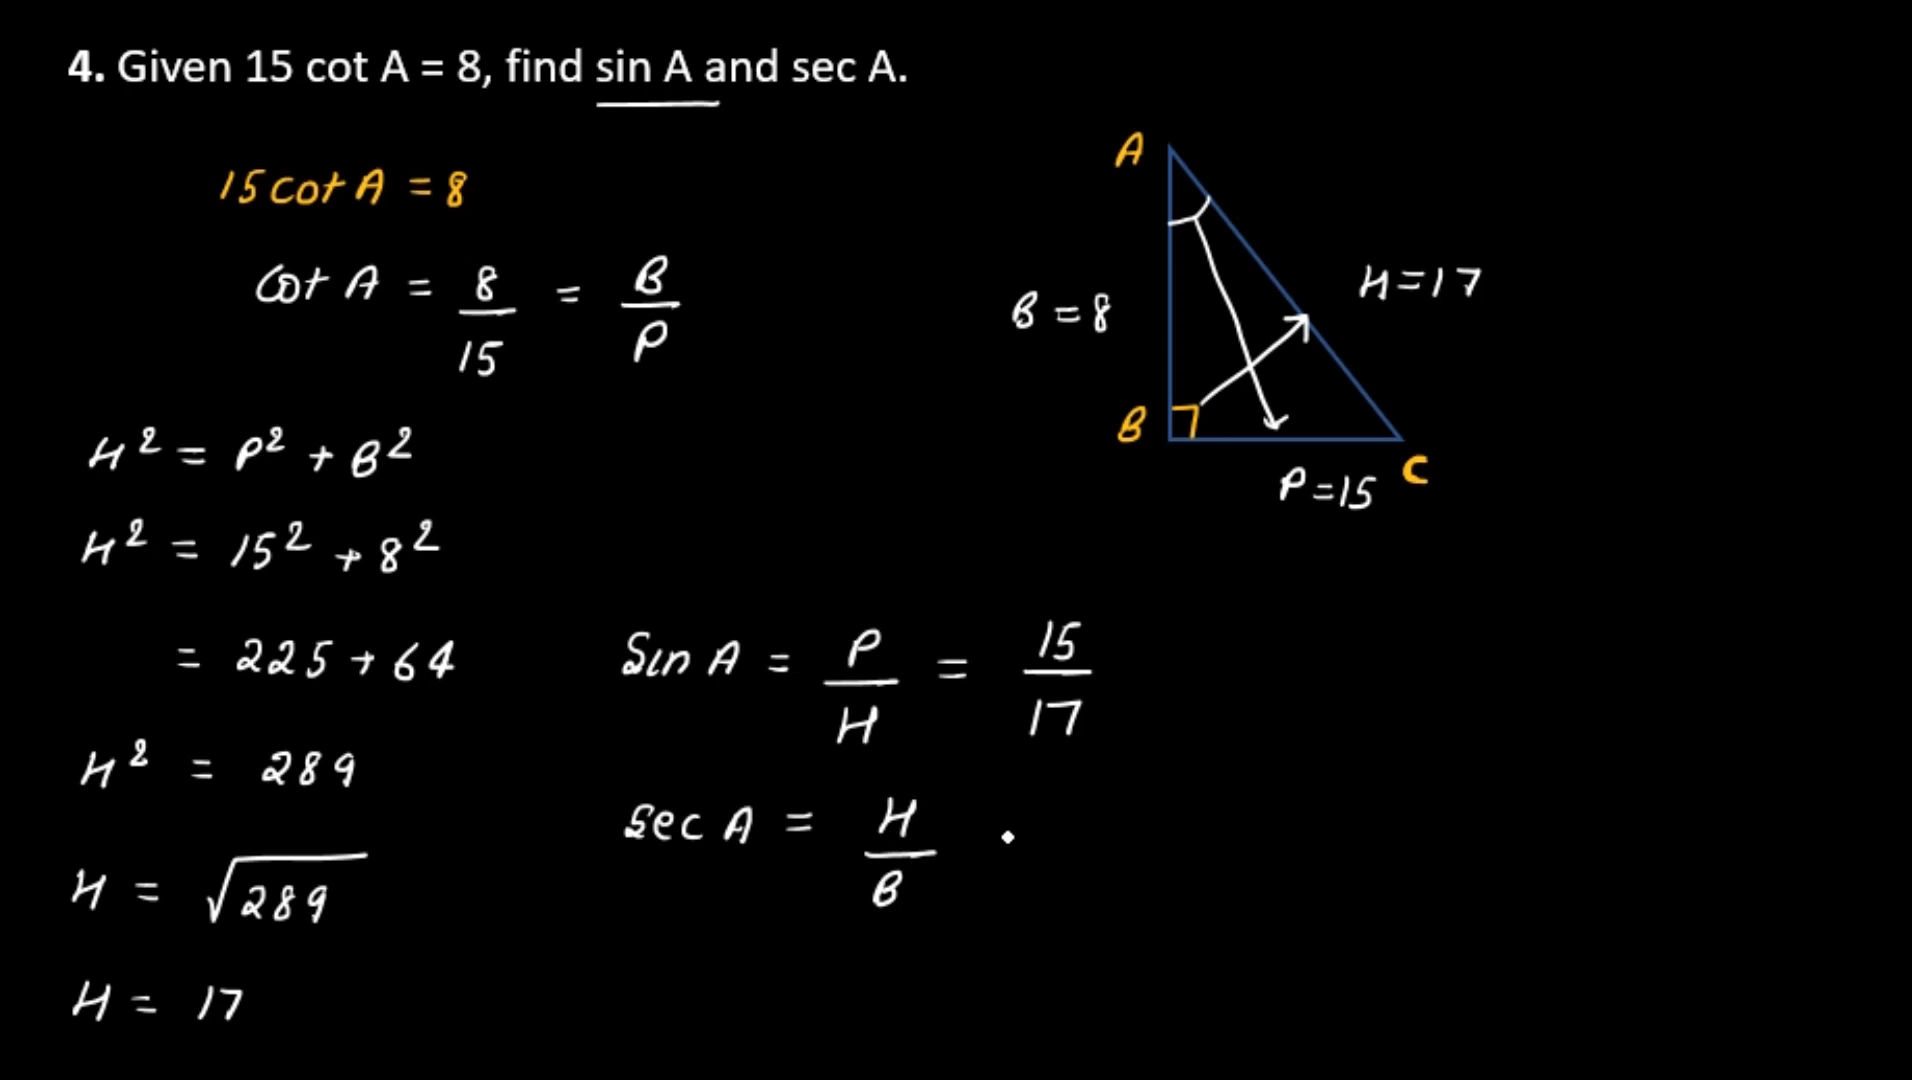 4. Given 15 cot A = 8, find sin A and sec A.
15 cot A = 8
cot A = 8/15 = B/P
H² = P² + B²
H² = 15² + 8²
= 225 + 64
H² = 289
H = √289
H = 17
A
B = 8
H = 17
B
P = 15
C
Sin A = P/H = 15/17
Sec A = H/B